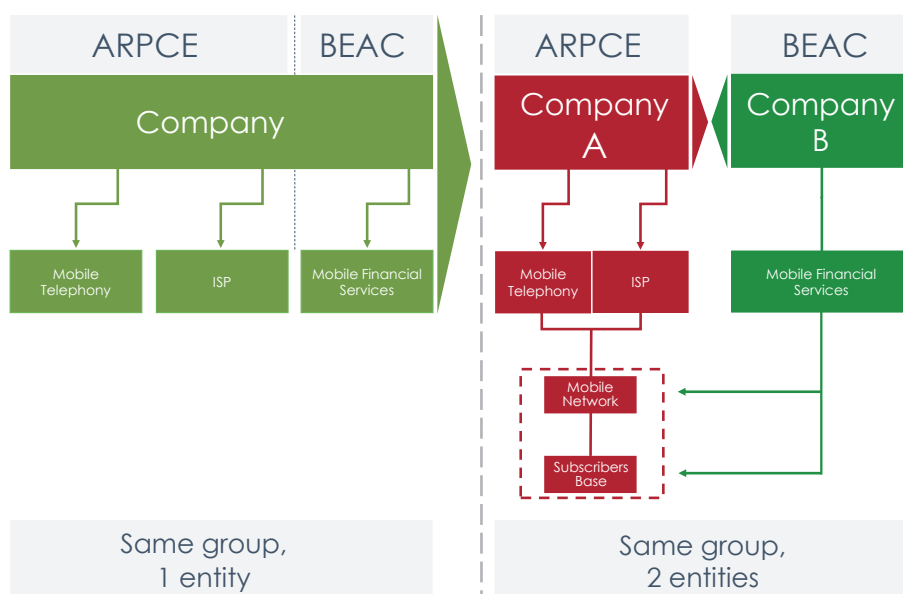 ARPCE
BEAC
Company
Mobile
Telephony
ISP
Mobile Financial
Services
Same group,
1 entity
ARPCE
BEAC
Company
A
Company
B
Mobile
Telephony
ISP
Mobile Financial
Services
Mobile
Network
Subscribers
Base
Same group,
2 entities